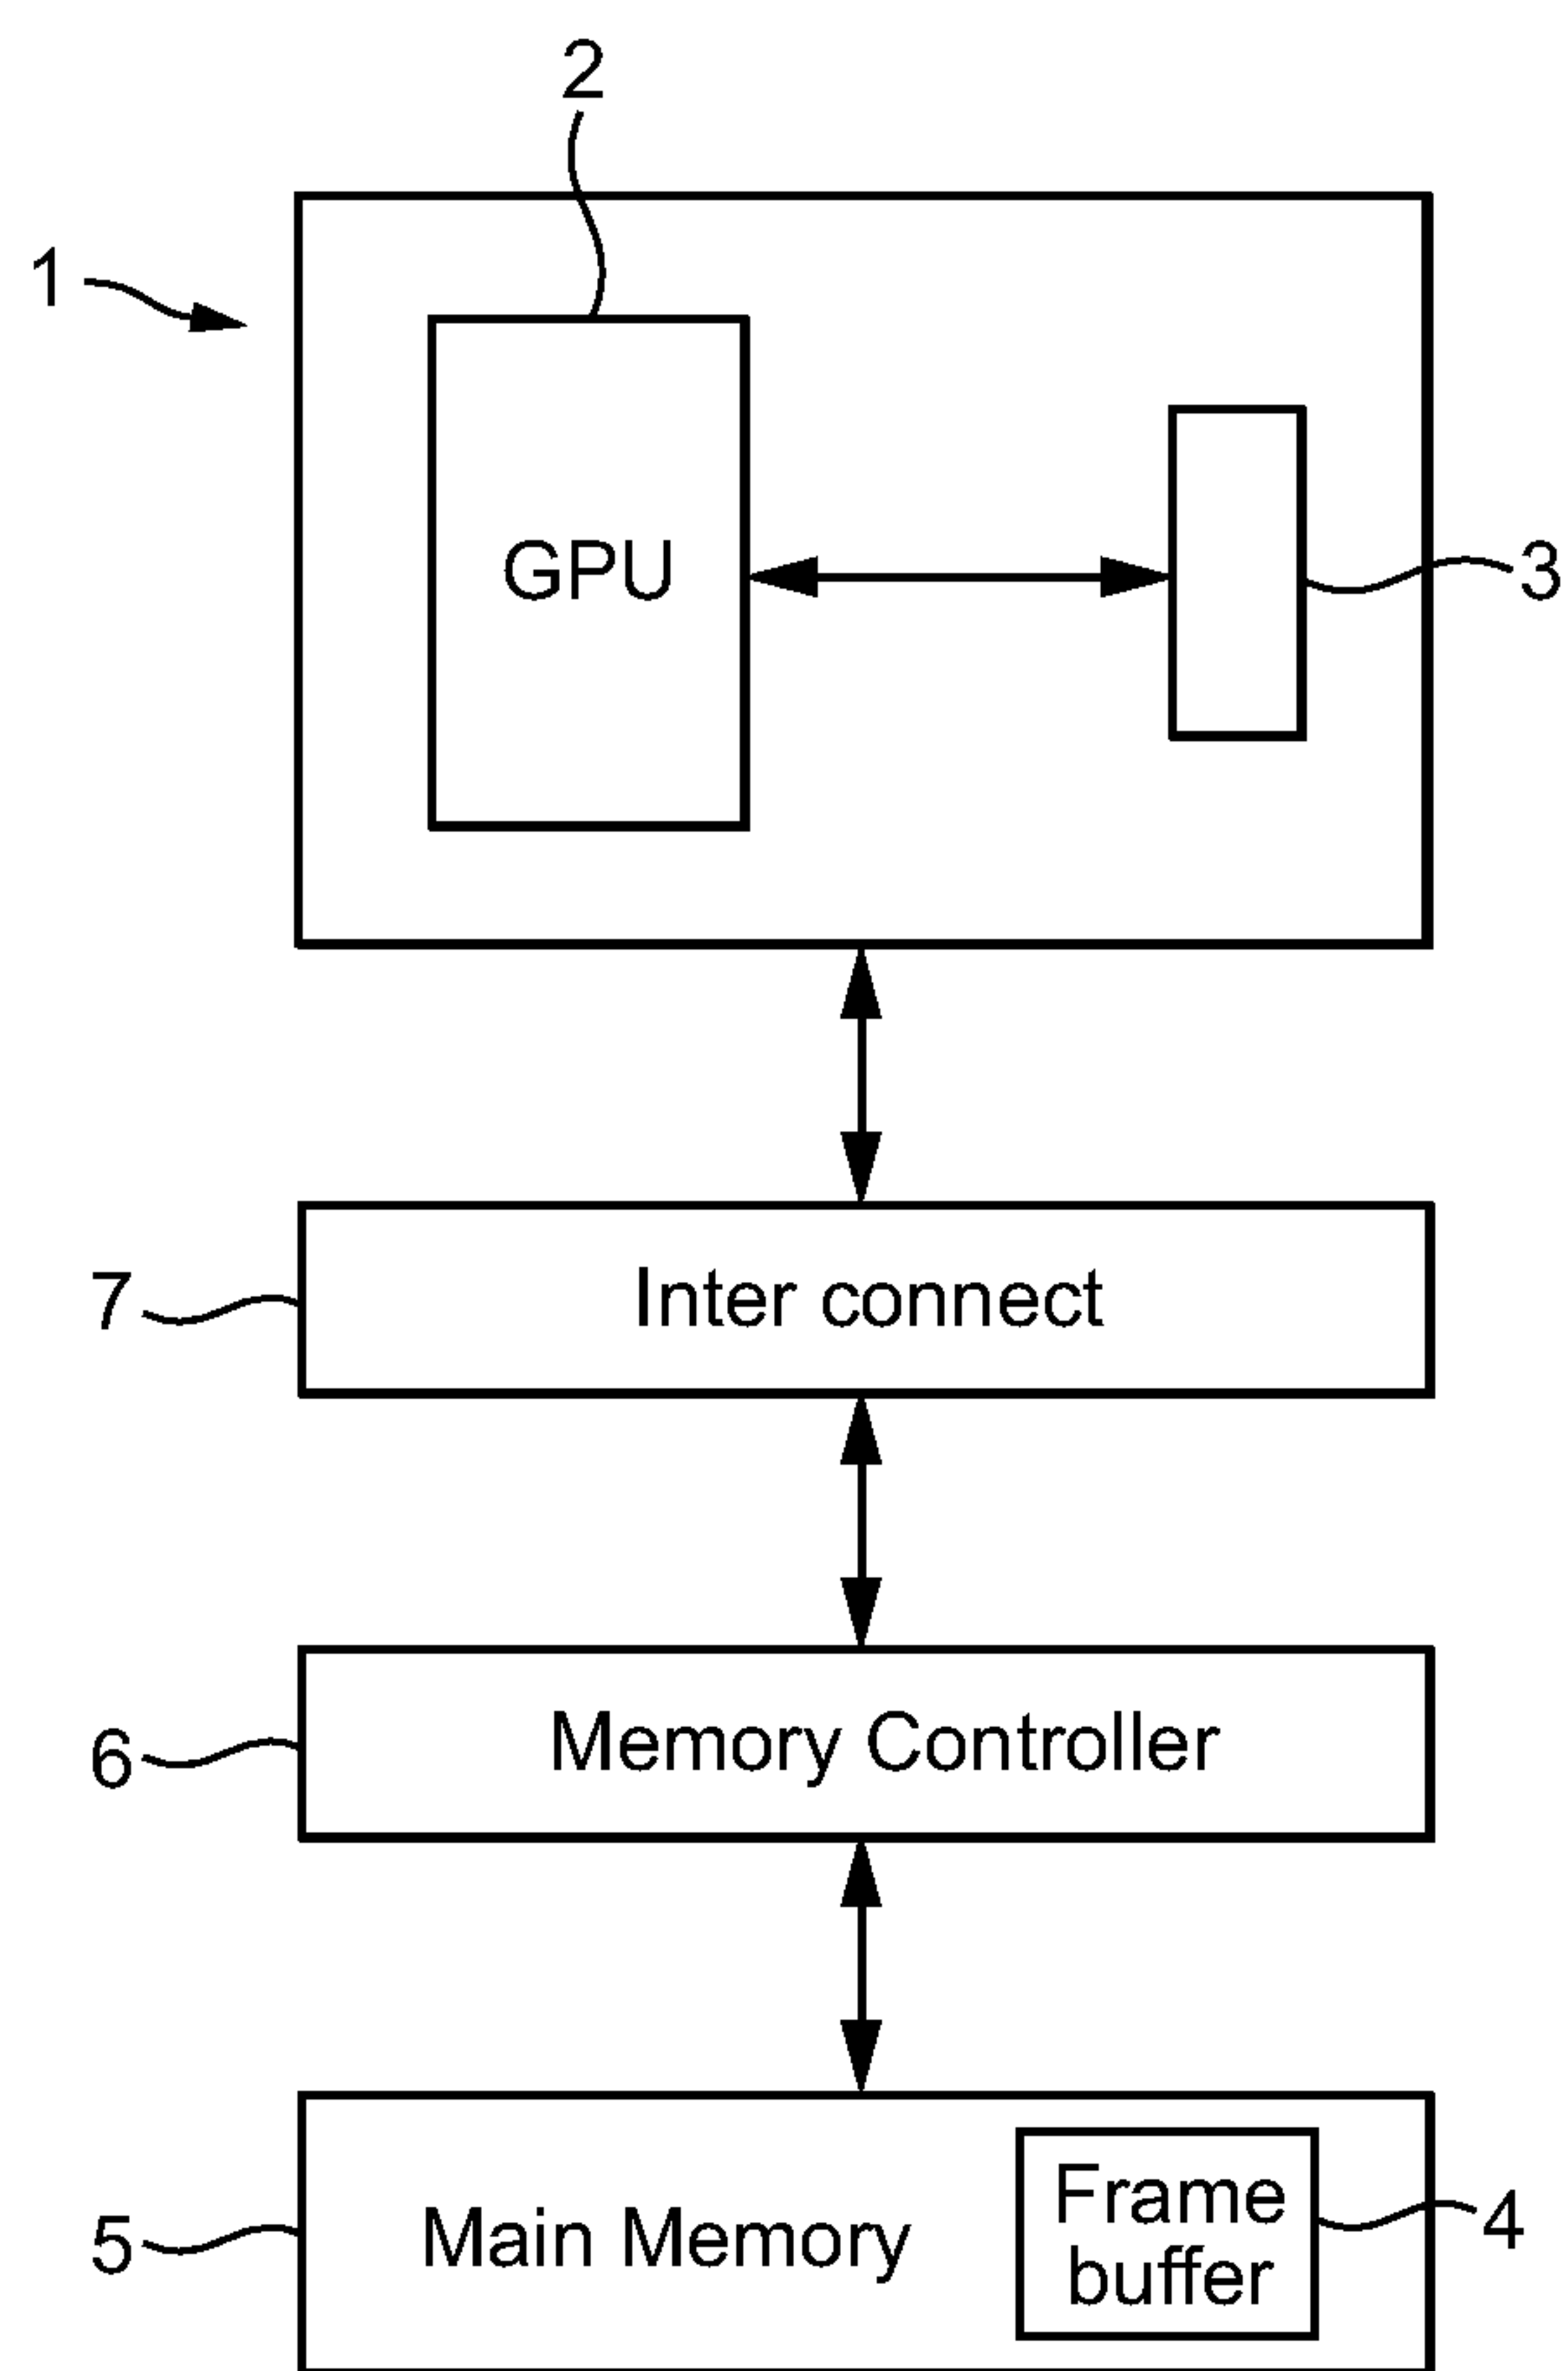 2
1
GPU
3
7
Inter connect
6
Memory Controller
5
Main Memory
Frame
buffer
4